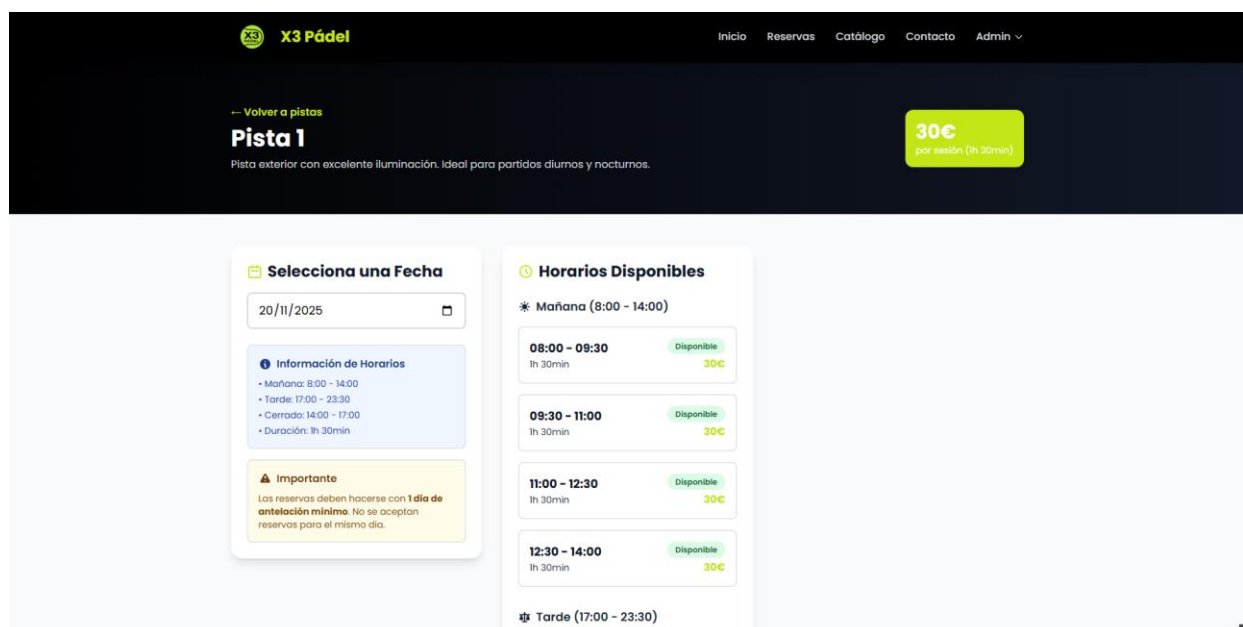 X3 Pádel
Inicio Reservas Catálogo Contacto Admin
← Volver a pistas
Pista 1
Pista exterior con excelente iluminación. Ideal para partidos diurnos y nocturnos.
30€
por sesión (1h 30min)
Selecciona una Fecha
20/11/2025
Información de Horarios
• Mañana: 8:00 - 14:00
• Tarde: 17:00 - 23:30
• Cerrado: 14:00 - 17:00
• Duración: 1h 30min
Importante
Las reservas deben hacerse con 1 día de
antelación mínimo. No se aceptan
reservas para el mismo día.
Horarios Disponibles
Mañana (8:00 - 14:00)
08:00 - 09:30 Disponible
1h 30min 30€
09:30 - 11:00 Disponible
1h 30min 30€
11:00 - 12:30 Disponible
1h 30min 30€
12:30 - 14:00 Disponible
1h 30min 30€
Tarde (17:00 - 23:30)